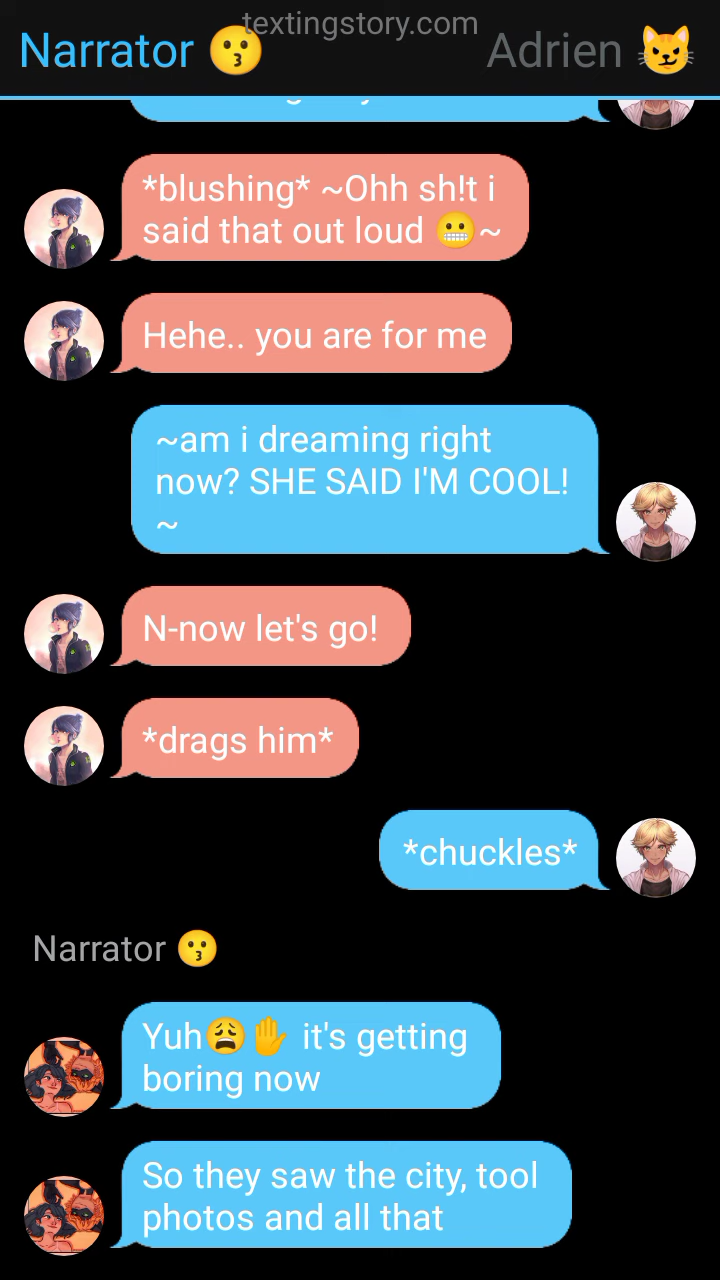 textingstory.com
Narrator 😗
Adrien 😼
*blushing* ~Ohh sh!t i
said that out loud 😬~
Hehe.. you are for me
~am i dreaming right
now? SHE SAID I'M COOL!
~
N-now let's go!
*drags him*
*chuckles*
Narrator 😗
Yuh😩✋ it's getting
boring now
So they saw the city, tool
photos and all that